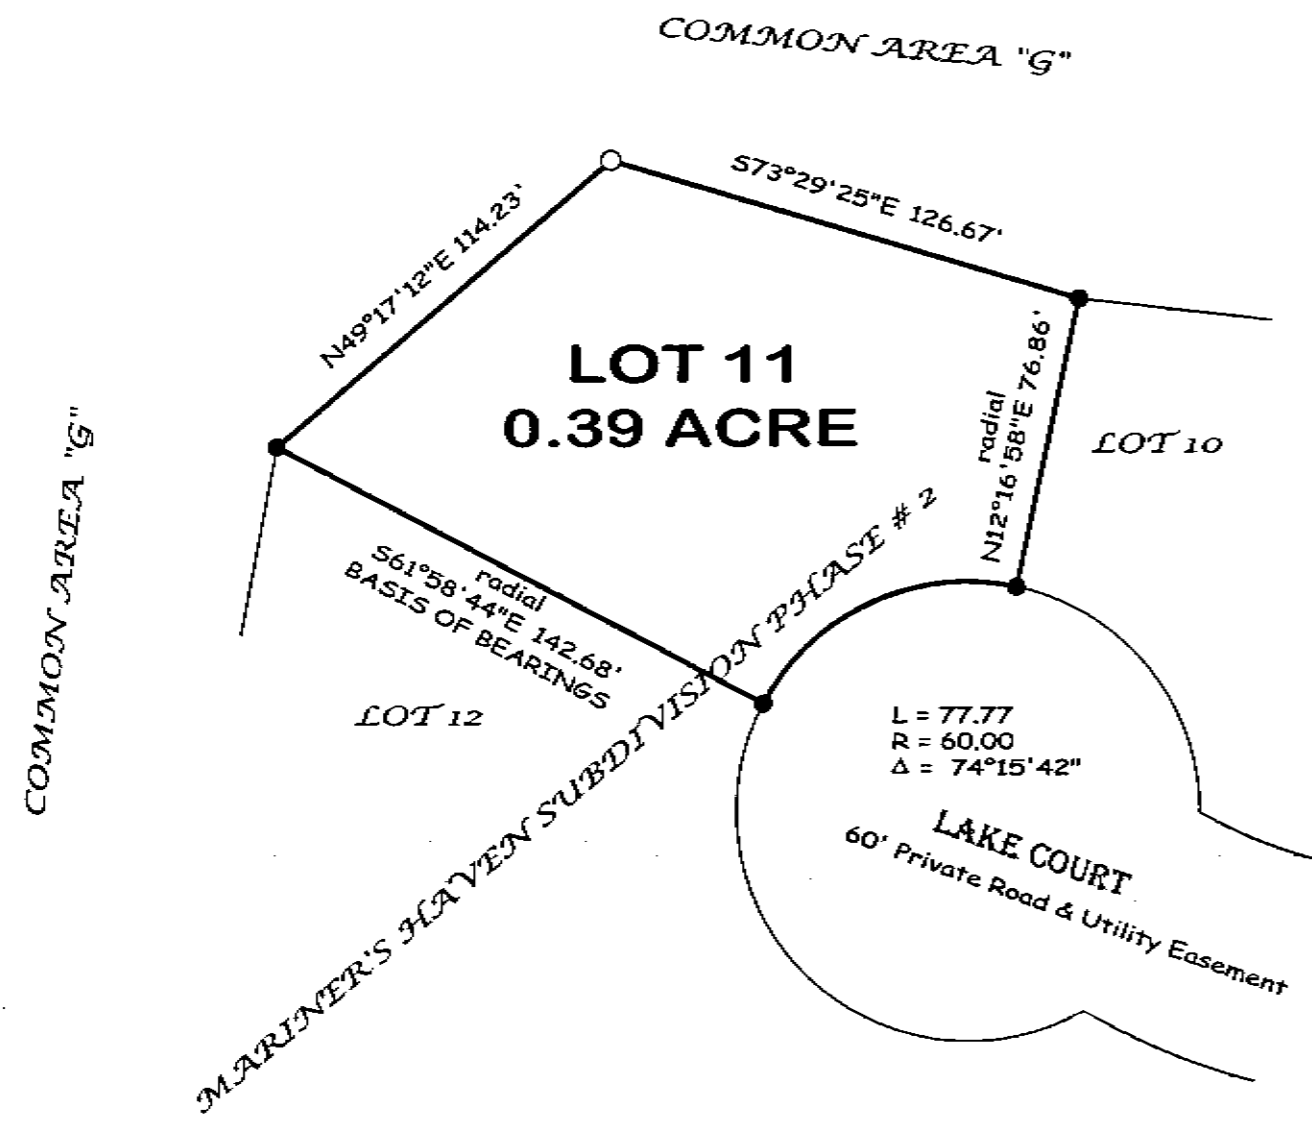 COMMON AREA "G"
S73°29'25"E 126.67'
N49°17'12"E 114.23'
LOT 11
0.39 ACRE
radial
N12°16'58"E 76.86'
LOT 10
COMMON AREA "G"
radial
S61°58'44"E 142.68'
BASIS OF BEARINGS
LOT 12
MARINER'S HAVEN SUBDIVISION PHASE # 2
L = 77.77
R = 60.00
Δ = 74°15'42"
LAKE COURT
60' Private Road & Utility Easement